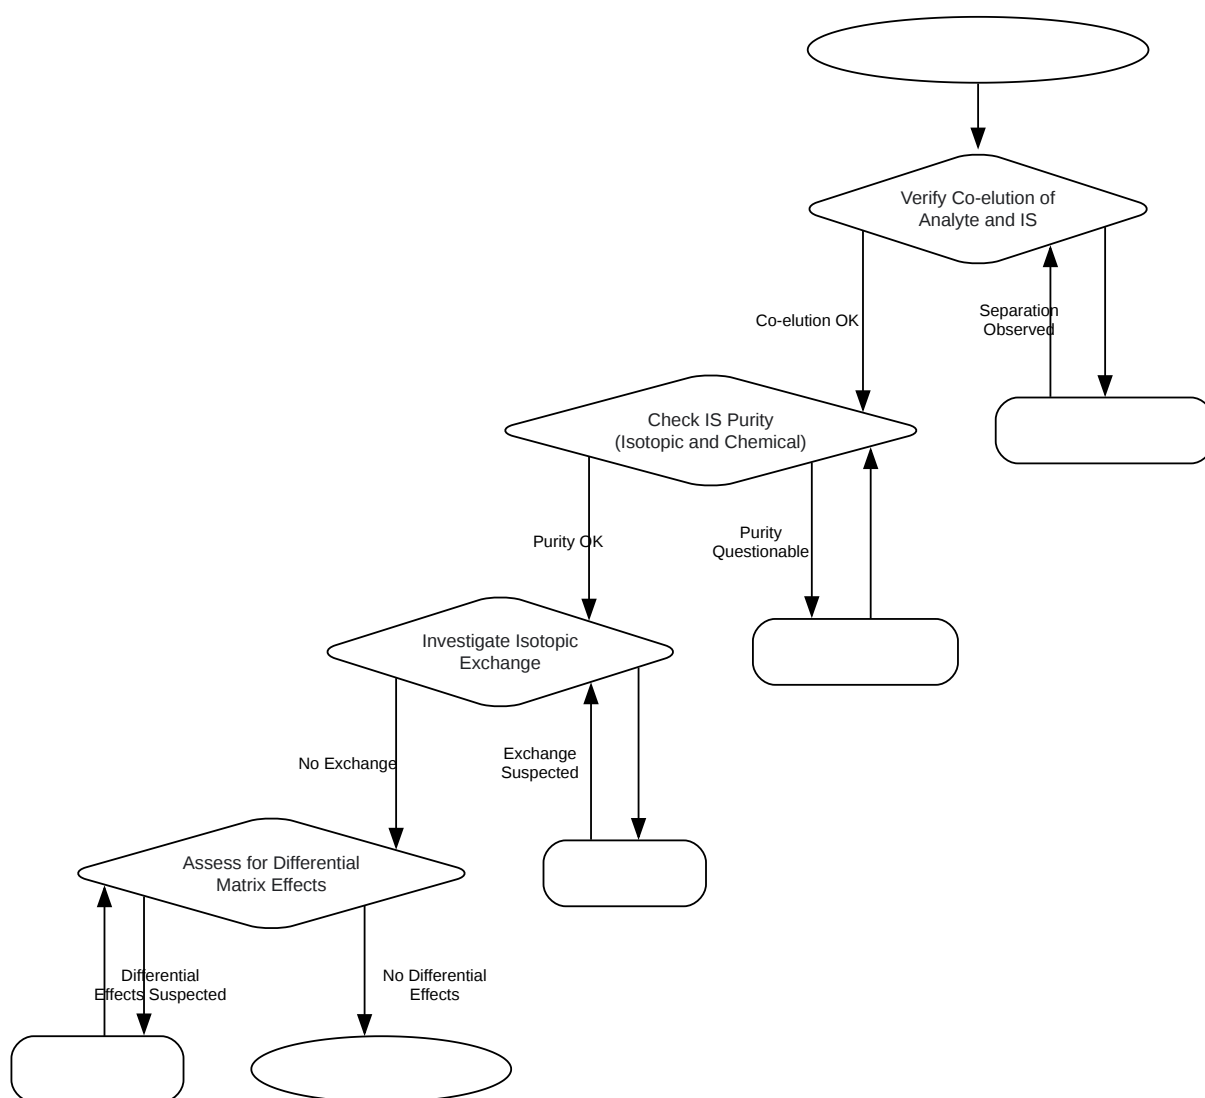 Verify Co-elution of
Analyte and IS
Co-elution OK
Separation
Observed
Check IS Purity
(Isotopic and Chemical)
Purity OK
Purity
Questionable
Investigate Isotopic
Exchange
No Exchange
Exchange
Suspected
Assess for Differential
Matrix Effects
Differential
Effects Suspected
No Differential
Effects